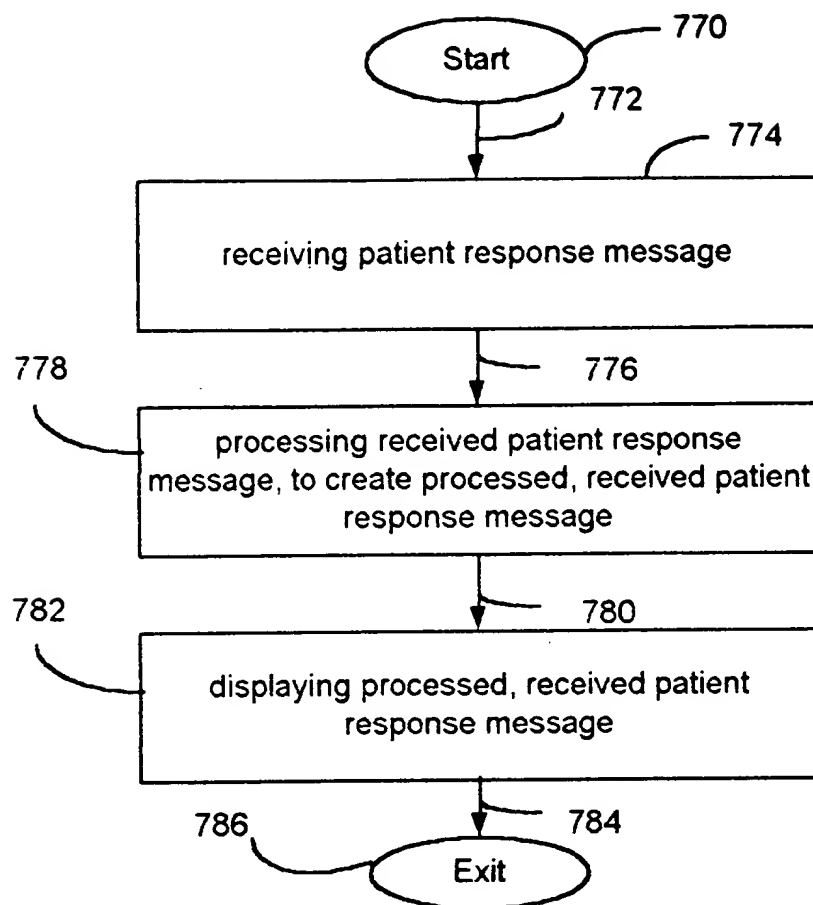 770
Start
772
774
receiving patient response message
776
778
processing received patient response
message, to create processed, received patient
response message
780
782
displaying processed, received patient
response message
784
786
Exit